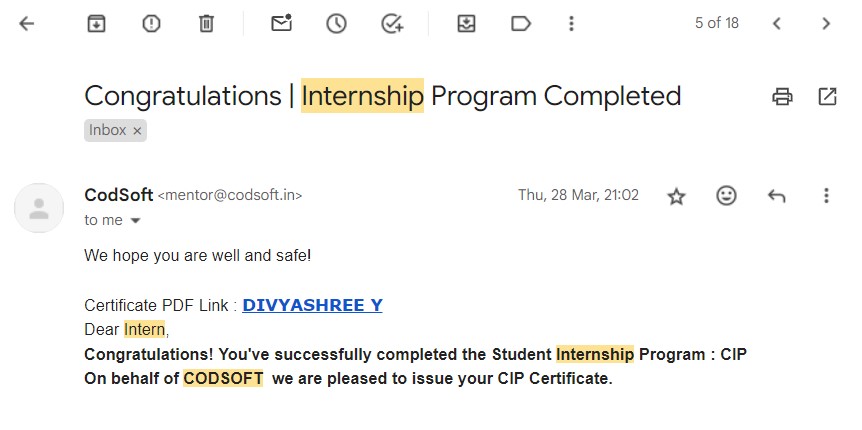 5 of 18
Congratulations | Internship Program Completed
Inbox ×
CodSoft <mentor@codsoft.in>
Thu, 28 Mar, 21:02
to me
We hope you are well and safe!
Certificate PDF Link : DIVYASHREE Y
Dear Intern,
Congratulations! You've successfully completed the Student Internship Program : CIP
On behalf of CODSOFT we are pleased to issue your CIP Certificate.